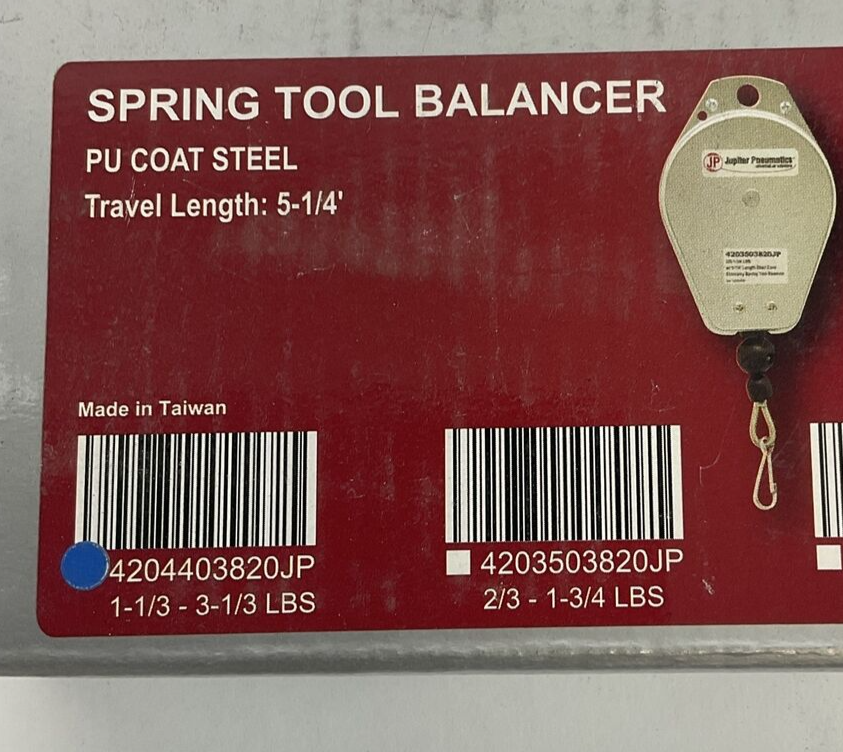 SPRING TOOL BALANCER
PU COAT STEEL
Travel Length: 5-1/4'
JP Jupiter Pneumatics
4203503820JP
Made in Taiwan
4204403820JP
1-1/3 - 3-1/3 LBS
4203503820JP
2/3 - 1-3/4 LBS